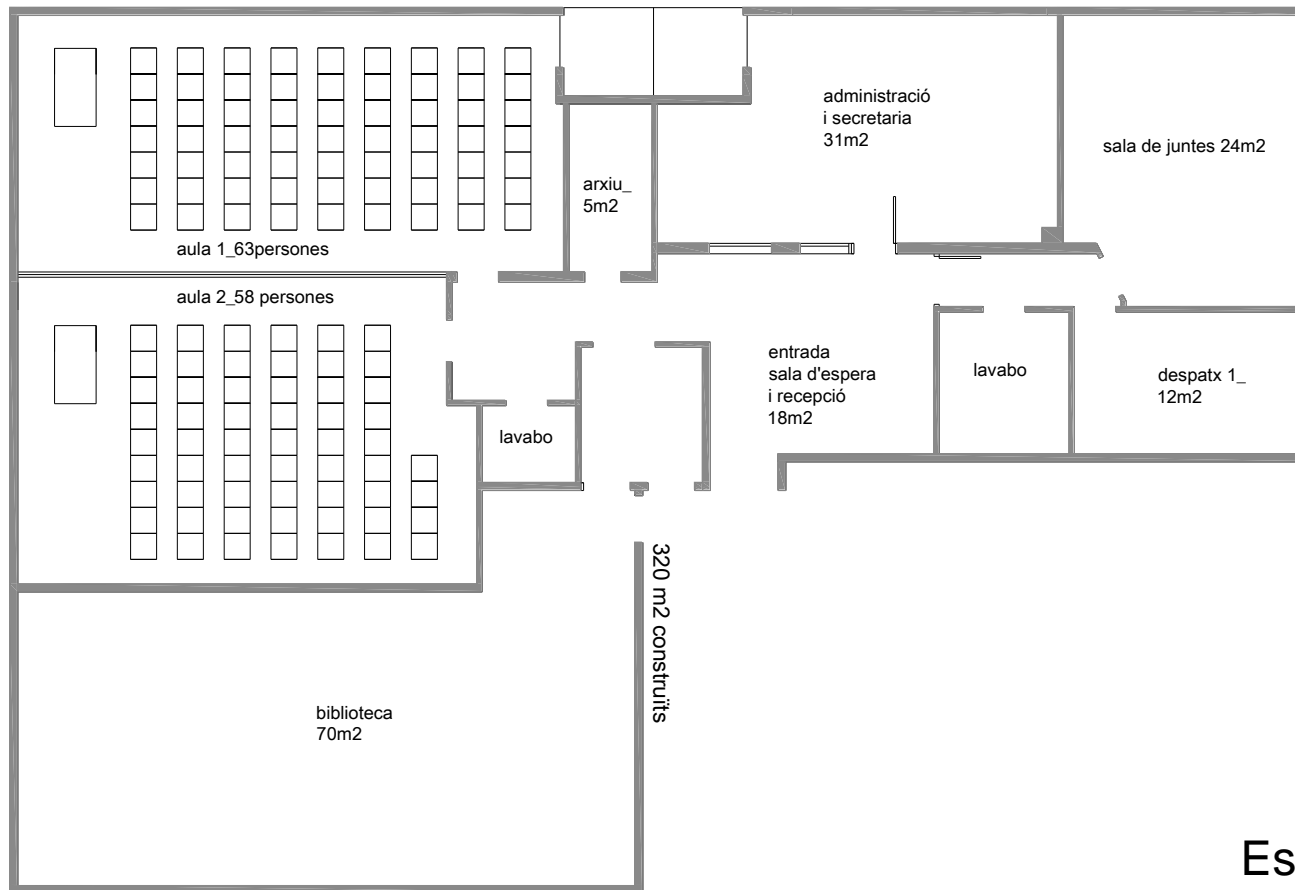 administració
i secretaria
31m2
sala de juntes 24m2
arxiu_
5m2
aula 1_63persones
aula 2_58 persones
entrada
sala d'espera
i recepció
18m2
lavabo
despatx 1_
12m2
lavabo
320 m2 construïts
biblioteca
70m2
Es